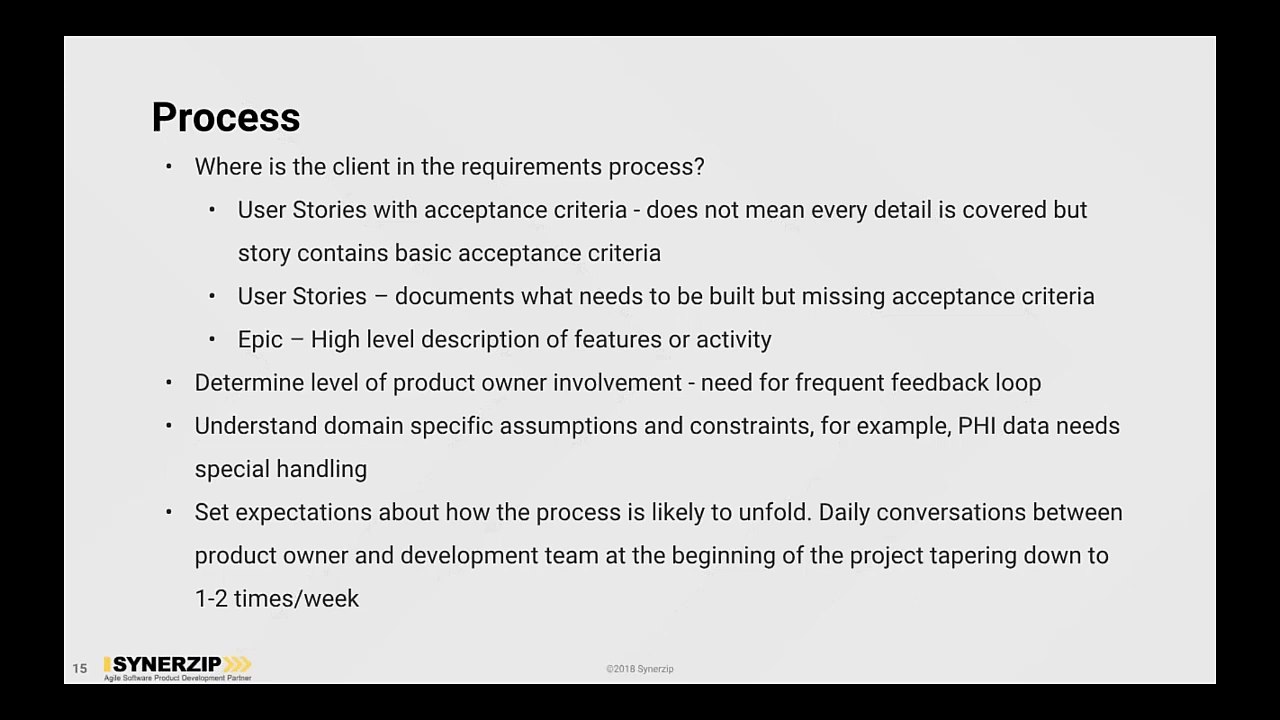 Process
• Where is the client in the requirements process?
• User Stories with acceptance criteria - does not mean every detail is covered but
story contains basic acceptance criteria
• User Stories – documents what needs to be built but missing acceptance criteria
• Epic – High level description of features or activity
• Determine level of product owner involvement - need for frequent feedback loop
• Understand domain specific assumptions and constraints, for example, PHI data needs
special handling
• Set expectations about how the process is likely to unfold. Daily conversations between
product owner and development team at the beginning of the project tapering down to
1-2 times/week
15
SYNERZIP
Agile Software Product Development Partner
©2018 Synerzip